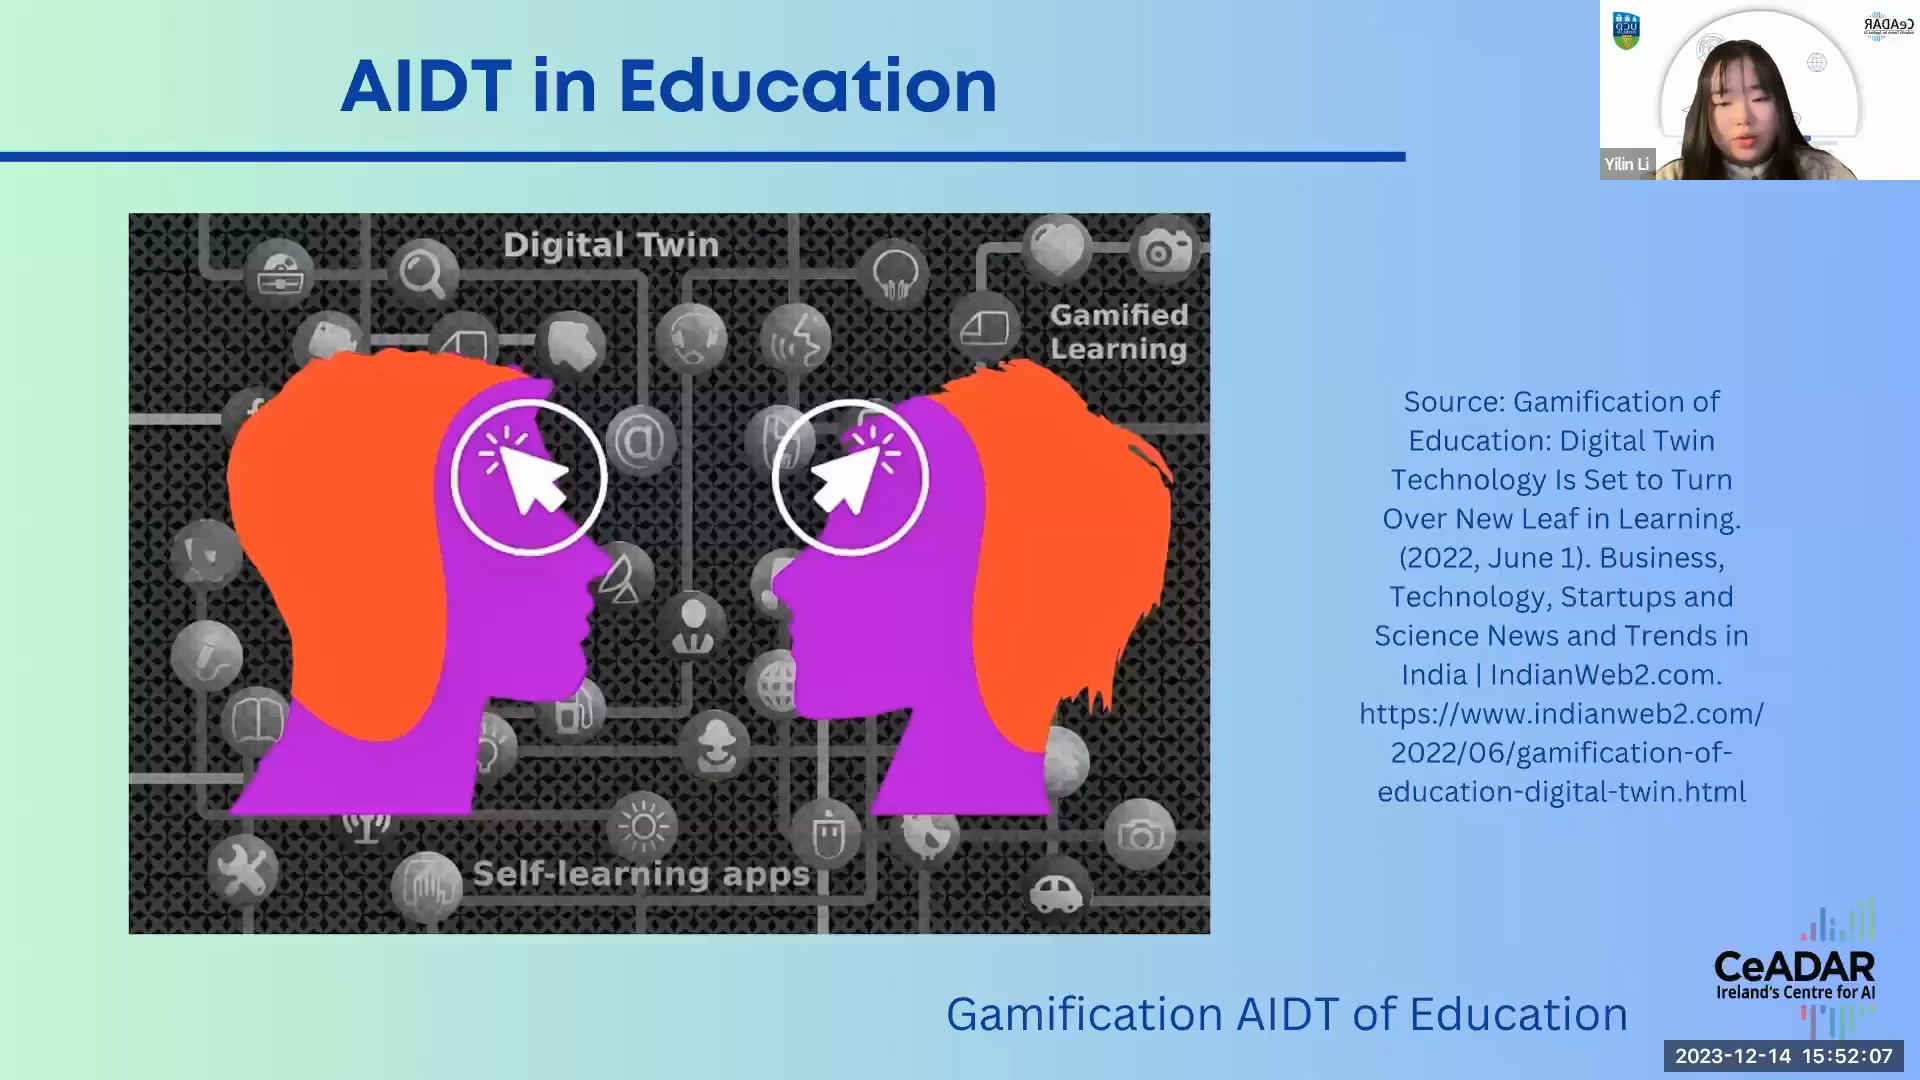 AIDT in Education
CeADAR
UCD
Yilin Li
Digital Twin
Gamified
Learning
f
@
Self-learning apps
Source: Gamification of
Education: Digital Twin
Technology Is Set to Turn
Over New Leaf in Learning.
(2022, June 1). Business,
Technology, Startups and
Science News and Trends in
India | IndianWeb2.com.
https://www.indianweb2.com/
2022/06/gamification-of-
education-digital-twin.html
Gamification AIDT of Education
CeADAR
Ireland's Centre for AI
2023-12-14 15:52:07